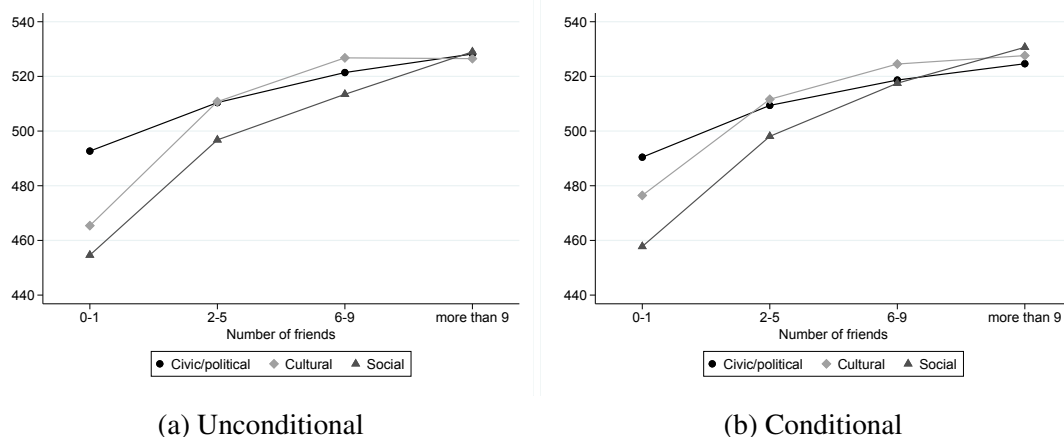 540
520
500
480
460
440
0-1 2-5 6-9 more than 9
Number of friends
Civic/political Cultural Social
(a) Unconditional
540
520
500
480
460
440
0-1 2-5 6-9 more than 9
Number of friends
Civic/political Cultural Social
(b) Conditional